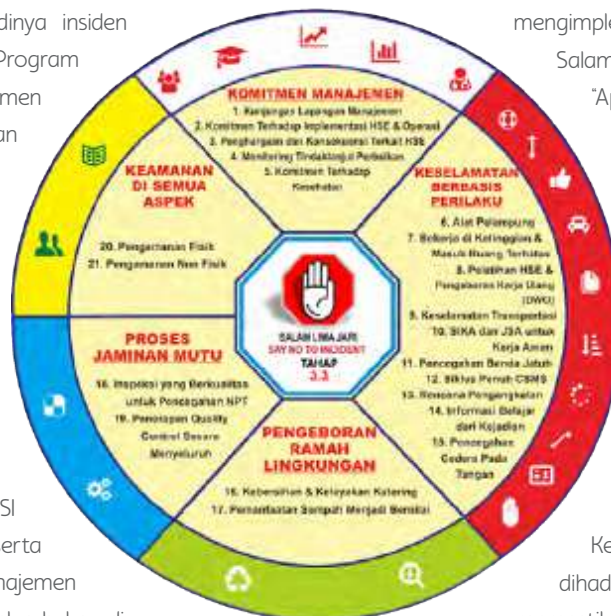 dinya insiden
Program
men
an
mengimple
Salam
"Ap
KOMITMEN MANAJEMEN
1. Kunjungan Lapangan Manajemen
2. Komitmen Terhadap Implementasi HSE & Operasi
3. Penghargaan dan Konsekuensi Terkait HSE
4. Monitoring Tindaklanjut Perbaikan
5. Komitmen Terhadap
Kesehatan
KEAMANAN
DI SEMUA
ASPEK
20. Pengamanan Fisik
21. Pengamanan Non Fisik
KESELAMATAN
BERBASIS
PERILAKU
6. Alat Pelampung
7. Bekerja di Ketinggian &
Masuk Ruang Terbatas
8. Pelatihan HSE &
Pengeboran Kerja Ulang
(DWO)
9. Keselamatan Transportasi
10. SIKA dan JSA untuk
Kerja Aman
11. Pencegahan Benda Jatuh
12. Siklus Penuh CSMS
13. Rencana Pengangkatan
14. Informasi Belajar
dari Kejadian
15. Pencegahan
Cedera Pada
Tangan
SALAM LIMA JARI
SAY NO TO INCIDENT
TAHAP
3.3
PROSES
JAMINAN MUTU
18. Inspeksi yang Berkualitas
untuk Pencegahan NPT
19. Penerapan Quality
Control Secara
Menyeluruh
PENGEBORAN
RAMAH
LINGKUNGAN
16. Kebersihan & Kelayakan Katering
17. Pemanfaatan Sampah Menjadi Bernilai
SI
erta
najemen
Ke
dihad